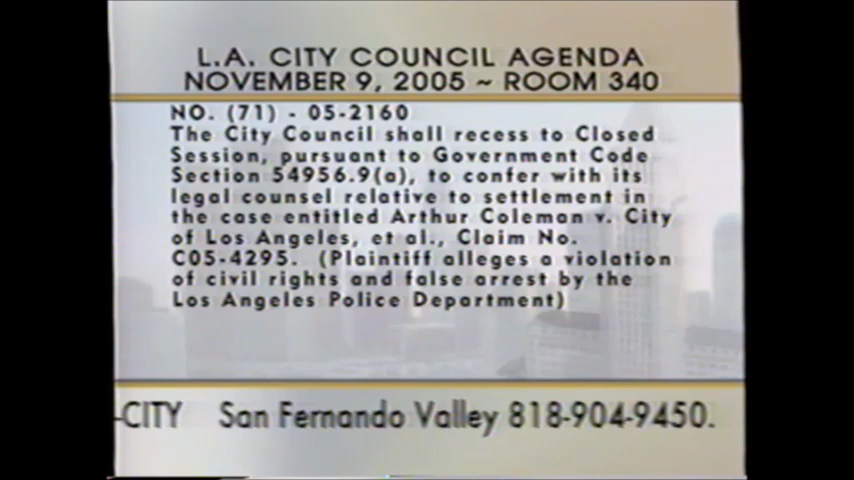 L.A. CITY COUNCIL AGENDA
NOVEMBER 9, 2005 ~ ROOM 340
NO. (71) - 05-2160
The City Council shall recess to Closed
Session, pursuant to Government Code
Section 54956.9(a), to confer with its
legal counsel relative to settlement in
the case entitled Arthur Coleman v. City
of Los Angeles, et al., Claim No.
C05-4295. (Plaintiff alleges a violation
of civil rights and false arrest by the
Los Angeles Police Department)
-CITY San Fernando Valley 818-904-9450.